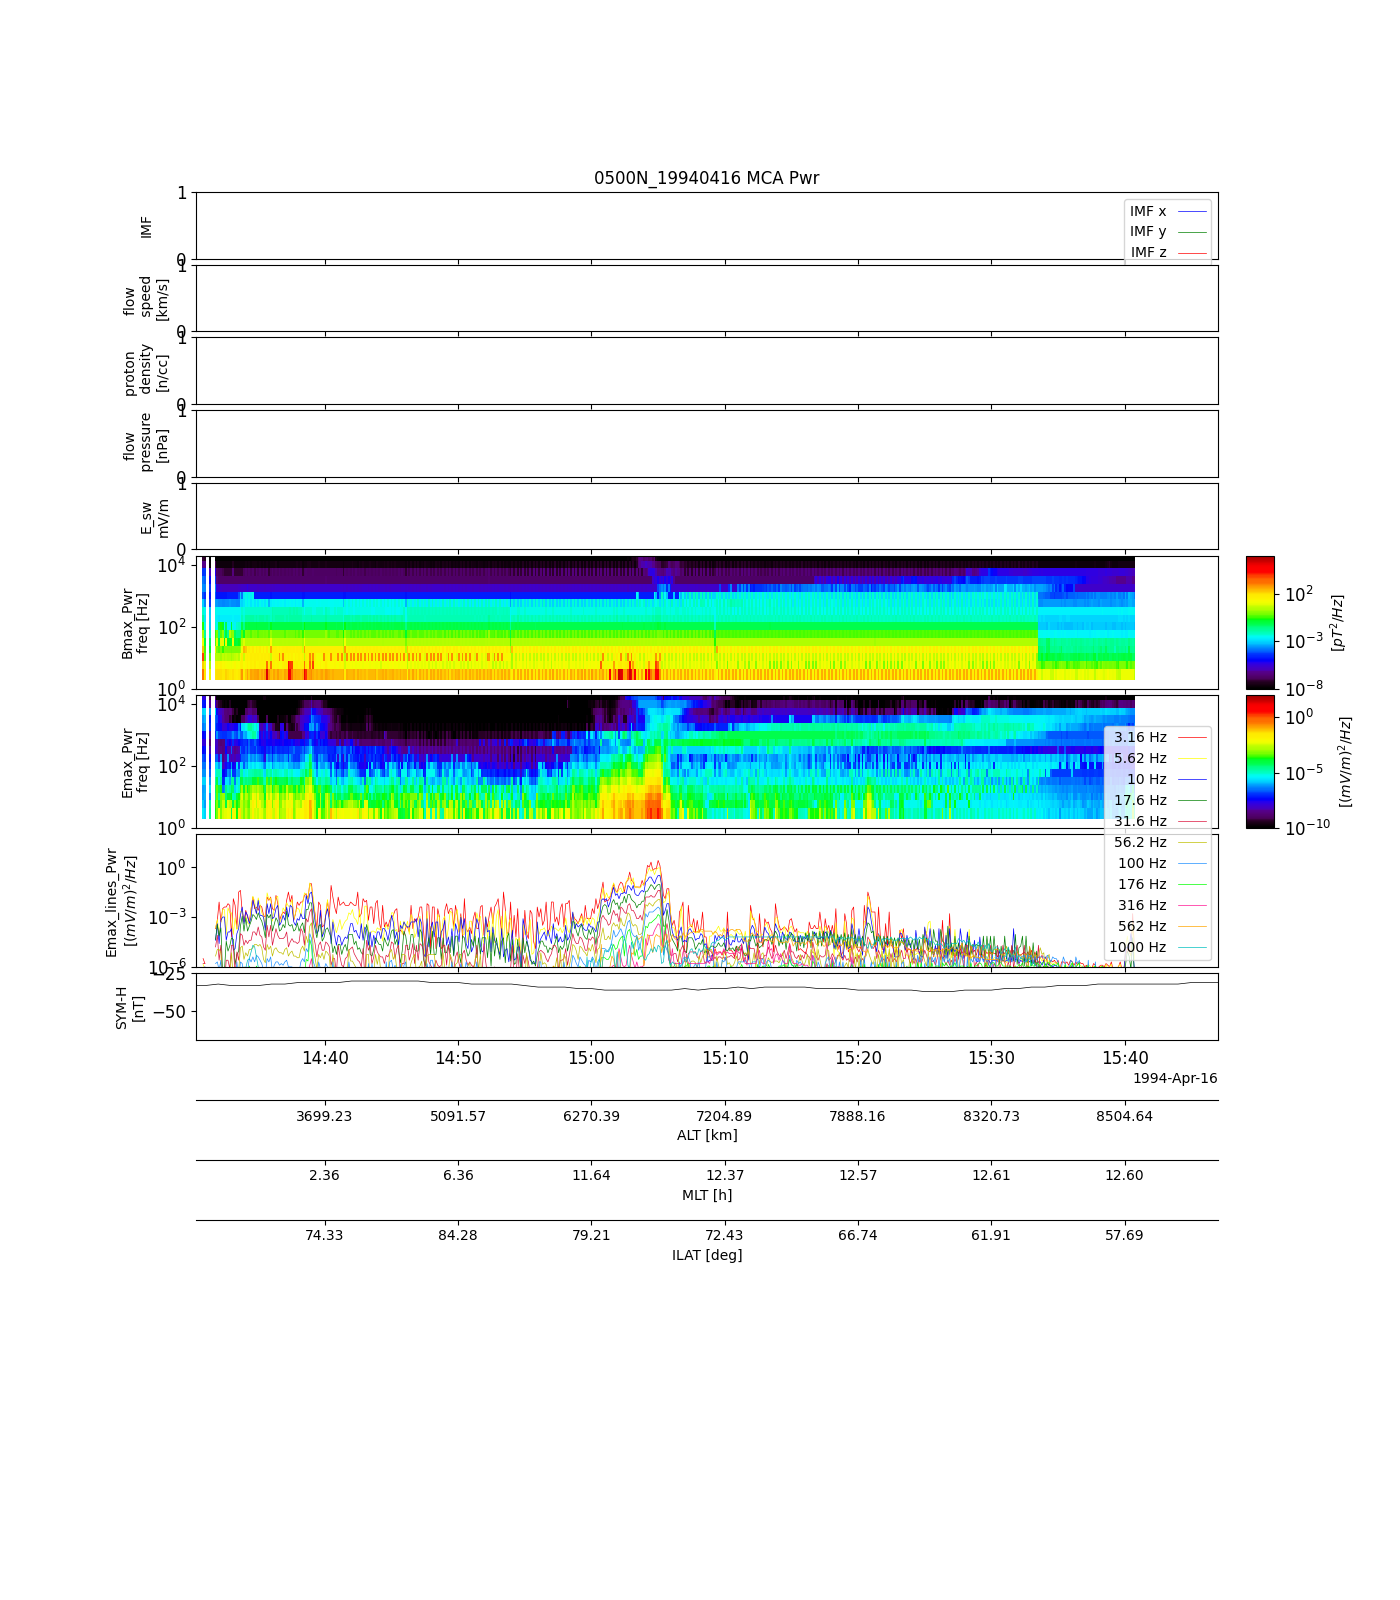 0500N_19940416 MCA Pwr
1
IMF
0
IMF x
IMF y
IMF z
1
flow
speed
[km/s]
0
1
proton
density
[n/cc]
0
1
flow
pressure
[nPa]
0
1
E_sw
mV/m
0
10^4
10^2
10^0
Bmax_Pwr
freq [Hz]
10^2
10^-3
10^-8
[pT^2/Hz]
10^4
10^2
10^0
Emax_Pwr
freq [Hz]
10^0
10^-5
10^-10
[(mV/m)^2/Hz]
3.16 Hz
5.62 Hz
10 Hz
17.6 Hz
31.6 Hz
56.2 Hz
100 Hz
176 Hz
316 Hz
562 Hz
1000 Hz
10^0
10^-3
10^-6
Emax_lines_Pwr
[(mV/m)^2/Hz]
−25
−50
SYM-H
[nT]
14:40 14:50 15:00 15:10 15:20 15:30 15:40
1994-Apr-16
3699.23 5091.57 6270.39 7204.89 7888.16 8320.73 8504.64
ALT [km]
2.36 6.36 11.64 12.37 12.57 12.61 12.60
MLT [h]
74.33 84.28 79.21 72.43 66.74 61.91 57.69
ILAT [deg]